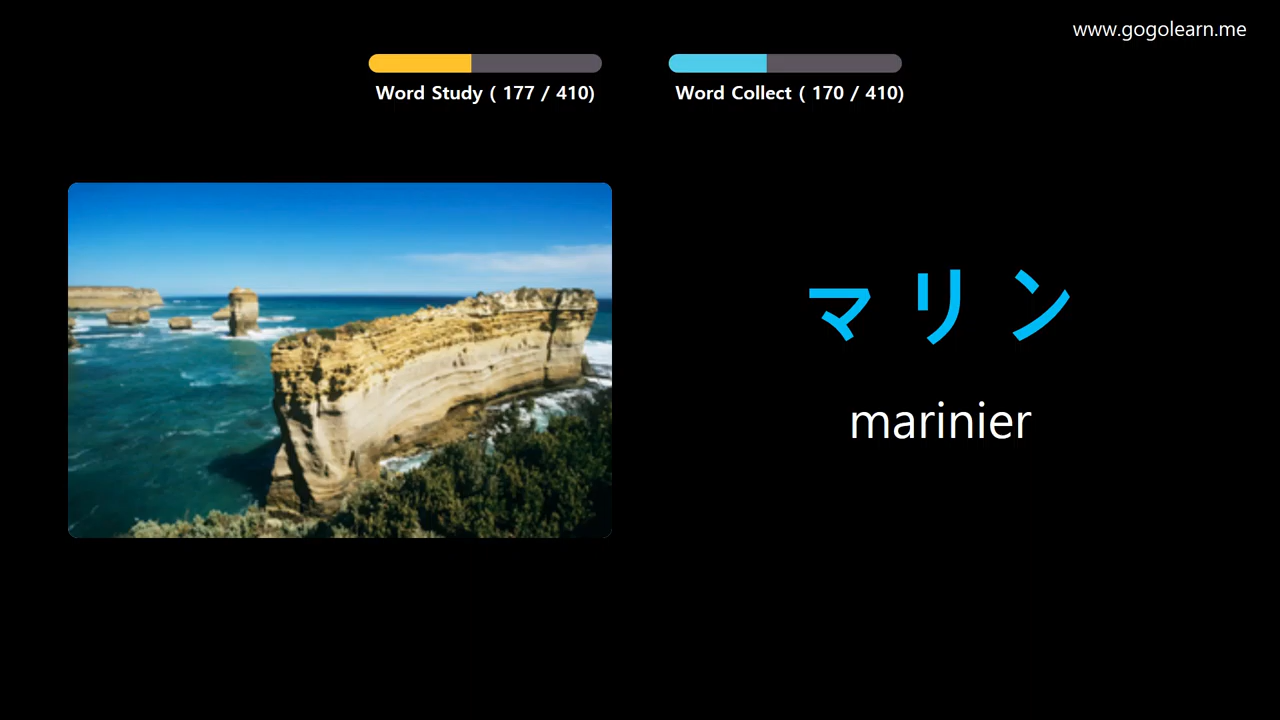 www.gogolearn.me
Word Study ( 177 / 410)
Word Collect ( 170 / 410)
マリン
marinier